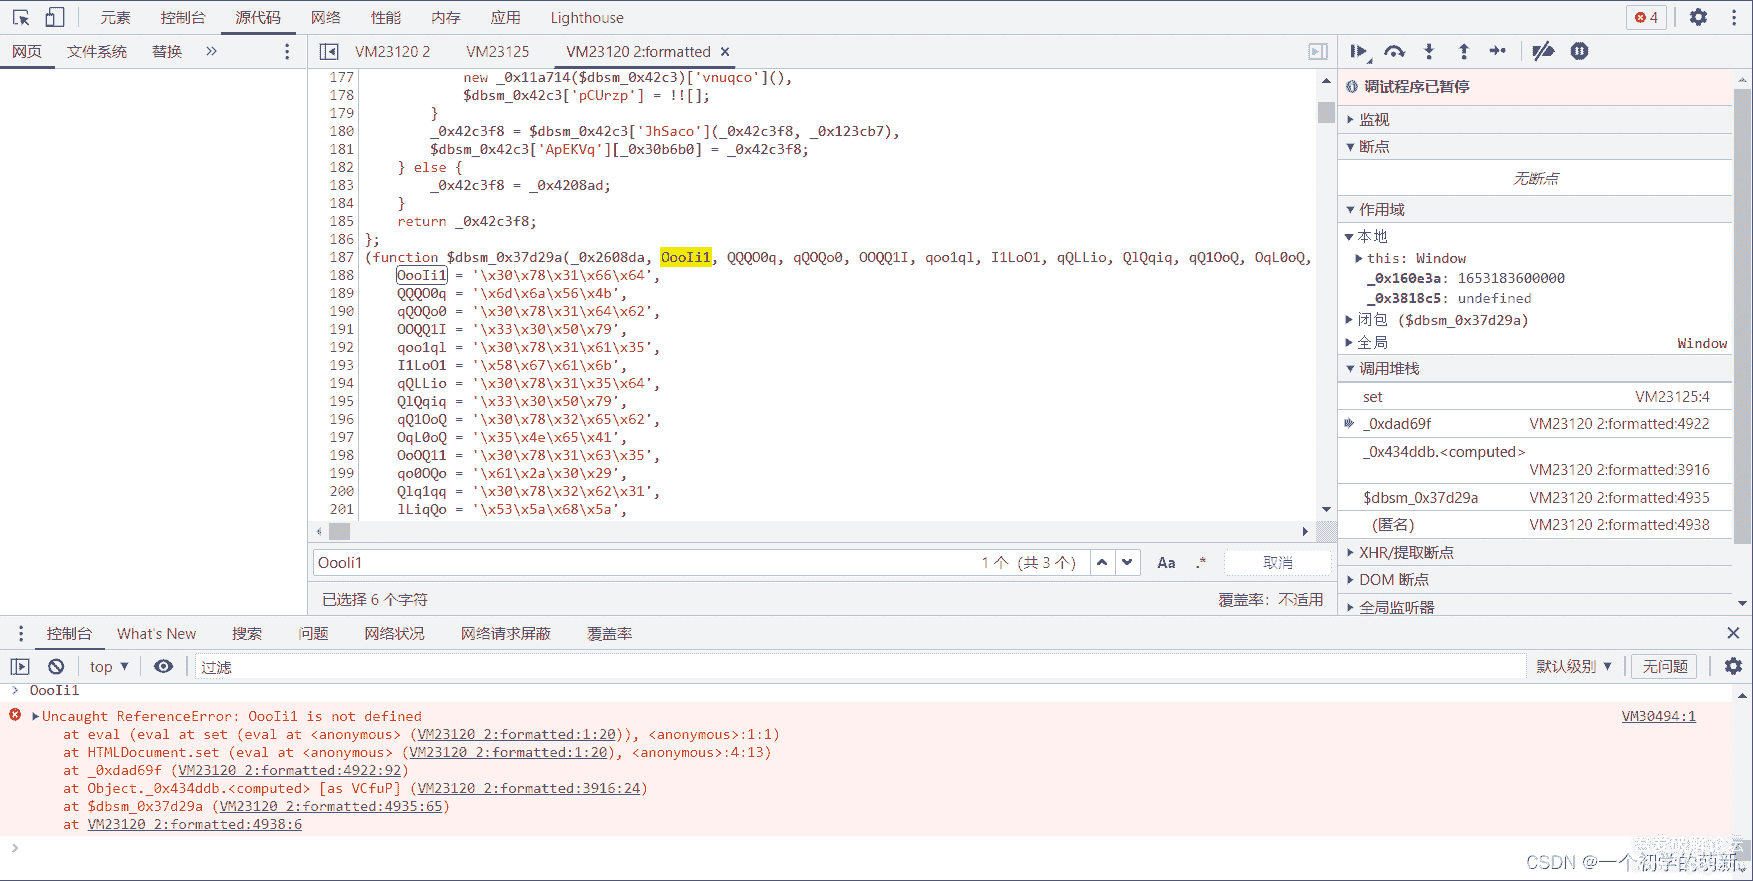 元素 控制台 源代码 网络 性能 内存 应用 Lighthouse 4
网页 文件系统 替换 » VM23120 2 VM23125 VM23120 2:formatted ×
177 new _0x11a714($dbsm_0x42c3)['vnuqco'](),
178 $dbsm_0x42c3['pCUrzp'] = !![];
179 }
180 _0x42c3f8 = $dbsm_0x42c3['JhSaco'](_0x42c3f8, _0x123cb7),
181 $dbsm_0x42c3['ApEKVq'][_0x30b6b0] = _0x42c3f8;
182 } else {
183 _0x42c3f8 = _0x4208ad;
184 }
185 return _0x42c3f8;
186 };
187 (function $dbsm_0x37d29a(_0x2608da, OooIi1, QQQO0q, qOOQo0, OOQQ1I, qoo1ql, I1LoO1, qQLLio, QlQqiq, qQ1OoQ, OqL0oQ,
188 OooIi1 = '\x30\x78\x31\x66\x64',
189 QQQO0q = '\x6d\x6a\x56\x4b',
190 qOOQo0 = '\x30\x78\x31\x64\x62',
191 OOQQ1I = '\x33\x30\x50\x79',
192 qoo1ql = '\x30\x78\x31\x61\x35',
193 I1LoO1 = '\x58\x67\x61\x6b',
194 qQLLio = '\x30\x78\x31\x35\x64',
195 QlQqiq = '\x33\x30\x50\x79',
196 qQ1OoQ = '\x30\x78\x32\x65\x62',
197 OqL0oQ = '\x35\x4e\x65\x41',
198 OoOQ11 = '\x30\x78\x31\x63\x35',
199 qo0OQo = '\x61\x2a\x30\x29',
200 Qlq1qq = '\x30\x78\x32\x62\x31',
201 lLiqQo = '\x53\x5a\x68\x5a',
OooIi1 1 个 (共 3 个) Aa .* 取消
已选择 6 个字符 覆盖率: 不适用
调试程序已暂停
监视
断点
无断点
作用域
本地
this: Window
_0x160e3a: 1653183600000
_0x3818c5: undefined
闭包 ($dbsm_0x37d29a)
全局 Window
调用堆栈
set VM23125:4
_0xdad69f VM23120 2:formatted:4922
_0x434ddb.<computed>
VM23120 2:formatted:3916
$dbsm_0x37d29a VM23120 2:formatted:4935
(匿名) VM23120 2:formatted:4938
XHR/提取断点
DOM 断点
全局监听器
控制台 What's New 搜索 问题 网络状况 网络请求屏蔽 覆盖率
top 过滤 默认级别 无问题
> OooIi1
Uncaught ReferenceError: OooIi1 is not defined VM30494:1
at eval (eval at set (eval at <anonymous> (VM23120 2:formatted:1:20)), <anonymous>:1:1)
at HTMLDocument.set (eval at <anonymous> (VM23120 2:formatted:1:20), <anonymous>:4:13)
at _0xdad69f (VM23120 2:formatted:4922:92)
at Object._0x434ddb.<computed> [as VCfuP] (VM23120 2:formatted:3916:24)
at $dbsm_0x37d29a (VM23120 2:formatted:4935:65)
at VM23120 2:formatted:4938:6
>
CSDN @一个初学的萌新。